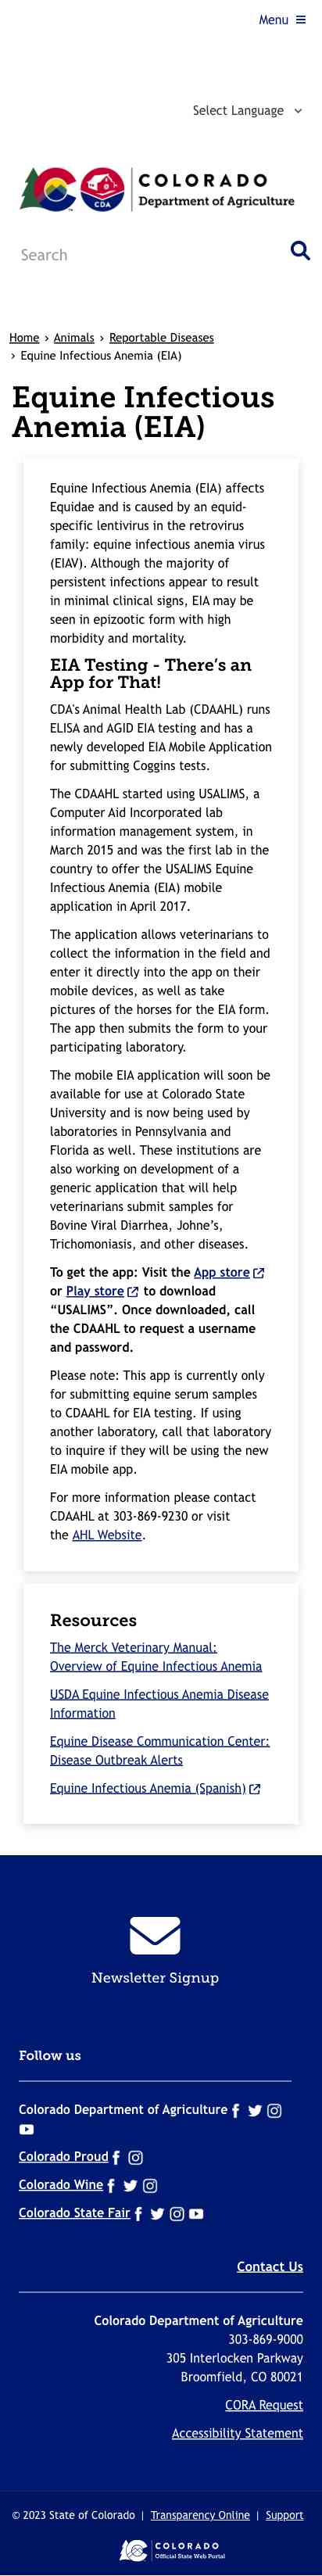 Menu
Select Language
COLORADO
Department of Agriculture
CDA
Search
Home › Animals › Reportable Diseases
› Equine Infectious Anemia (EIA)
Equine Infectious
Anemia (EIA)
Equine Infectious Anemia (EIA) affects
Equidae and is caused by an equid-
specific lentivirus in the retrovirus
family: equine infectious anemia virus
(EIAV). Although the majority of
persistent infections appear to result
in minimal clinical signs, EIA may be
seen in epizootic form with high
morbidity and mortality.
EIA Testing - There’s an
App for That!
CDA's Animal Health Lab (CDAAHL) runs
ELISA and AGID EIA testing and has a
newly developed EIA Mobile Application
for submitting Coggins tests.
The CDAAHL started using USALIMS, a
Computer Aid Incorporated lab
information management system, in
March 2015 and was the first lab in the
country to offer the USALIMS Equine
Infectious Anemia (EIA) mobile
application in April 2017.
The application allows veterinarians to
collect the information in the field and
enter it directly into the app on their
mobile devices, as well as take
pictures of the horses for the EIA form.
The app then submits the form to your
participating laboratory.
The mobile EIA application will soon be
available for use at Colorado State
University and is now being used by
laboratories in Pennsylvania and
Florida as well. These institutions are
also working on development of a
generic application that will help
veterinarians submit samples for
Bovine Viral Diarrhea, Johne’s,
Trichomoniasis, and other diseases.
To get the app: Visit the App store
or Play store to download
“USALIMS”. Once downloaded, call
the CDAAHL to request a username
and password.
Please note: This app is currently only
for submitting equine serum samples
to CDAAHL for EIA testing. If using
another laboratory, call that laboratory
to inquire if they will be using the new
EIA mobile app.
For more information please contact
CDAAHL at 303-869-9230 or visit
the AHL Website.
Resources
The Merck Veterinary Manual:
Overview of Equine Infectious Anemia
USDA Equine Infectious Anemia Disease
Information
Equine Disease Communication Center:
Disease Outbreak Alerts
Equine Infectious Anemia (Spanish)
Newsletter Signup
Follow us
Colorado Department of Agriculture
Colorado Proud
Colorado Wine
Colorado State Fair
Contact Us
Colorado Department of Agriculture
303-869-9000
305 Interlocken Parkway
Broomfield, CO 80021
CORA Request
Accessibility Statement
© 2023 State of Colorado | Transparency Online | Support
COLORADO
Official State Web Portal